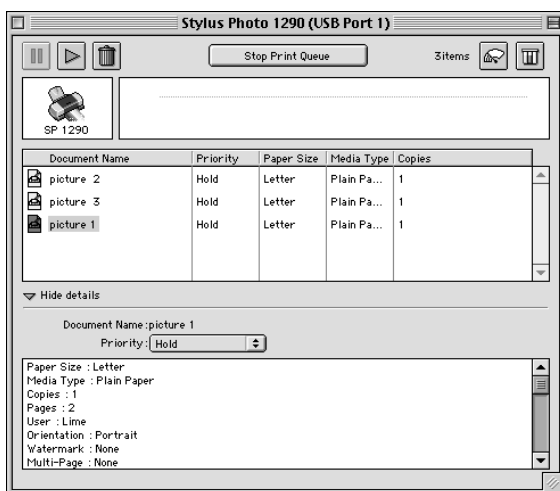 Stylus Photo 1290 (USB Port 1)
Stop Print Queue 3items
SP 1290
Document Name Priority Paper Size Media Type Copies
picture 2 Hold Letter Plain Pa... 1
picture 3 Hold Letter Plain Pa... 1
picture 1 Hold Letter Plain Pa... 1
Hide details
Document Name :picture 1
Priority: Hold
Paper Size : Letter
Media Type : Plain Paper
Copies : 1
Pages : 2
User : Lime
Orientation : Portrait
Watermark : None
Multi-Page : None